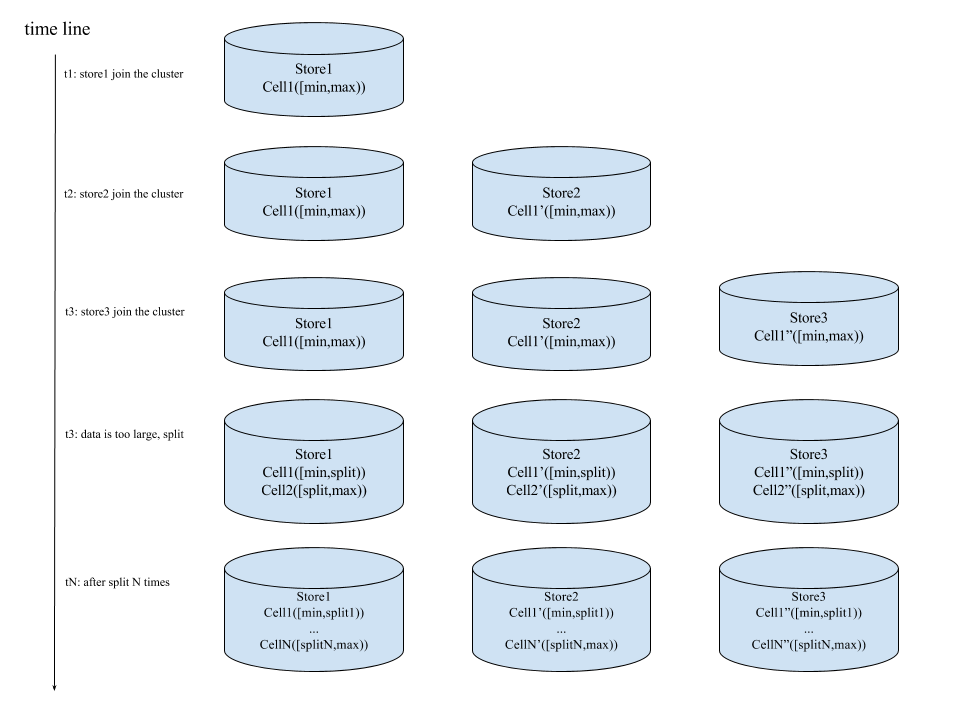 time line
t1: store1 join the cluster
Store1
Cell1([min,max))
t2: store2 join the cluster
Store1
Cell1([min,max))
Store2
Cell1’([min,max))
t3: store3 join the cluster
Store1
Cell1([min,max))
Store2
Cell1’([min,max))
Store3
Cell1”([min,max))
t3: data is too large, split
Store1
Cell1([min,split))
Cell2([split,max))
Store2
Cell1’([min,split))
Cell2’([split,max))
Store3
Cell1”([min,split))
Cell2”([split,max))
tN: after split N times
Store1
Cell1([min,split1))
...
CellN([splitN,max))
Store2
Cell1’([min,split1))
...
CellN’([splitN,max))
Store3
Cell1”([min,split1))
...
CellN”([splitN,max))